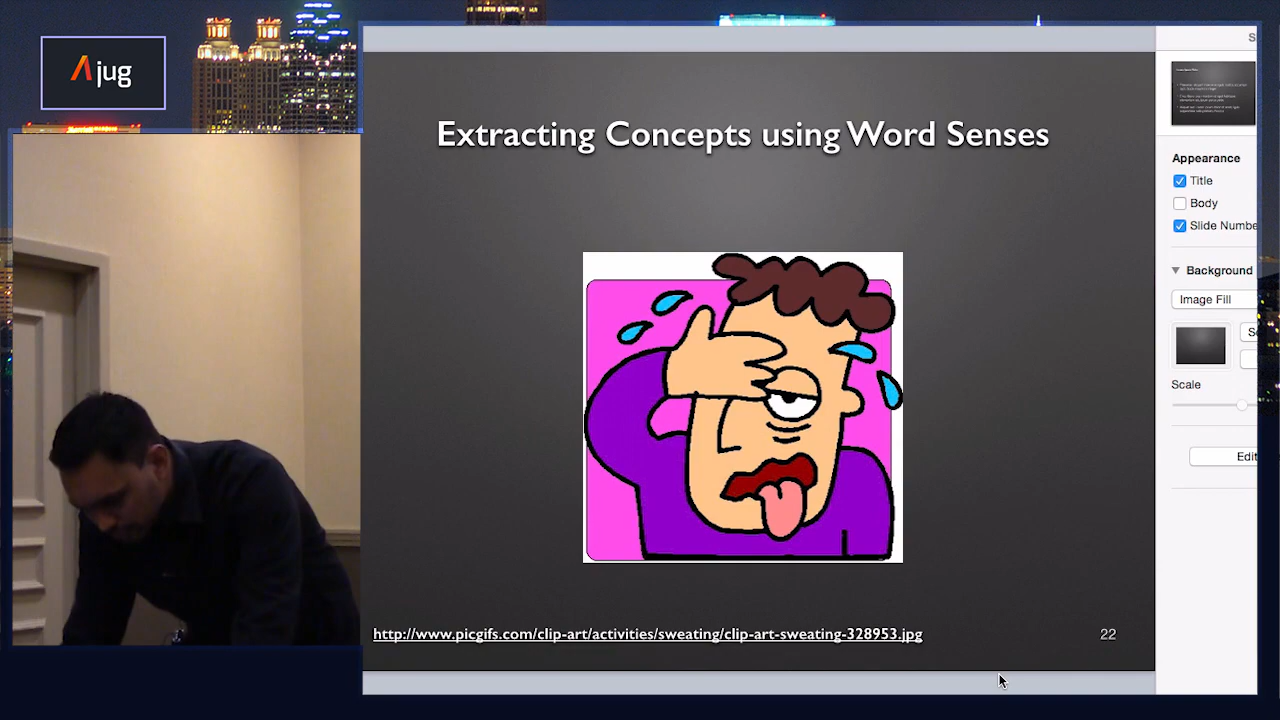 jug
Extracting Concepts using Word Senses
http://www.picgifs.com/clip-art/activities/sweating/clip-art-sweating-328953.jpg
22
S
Appearance
Title
Body
Slide Numbe
Background
Image Fill
Sc
Scale
Edit